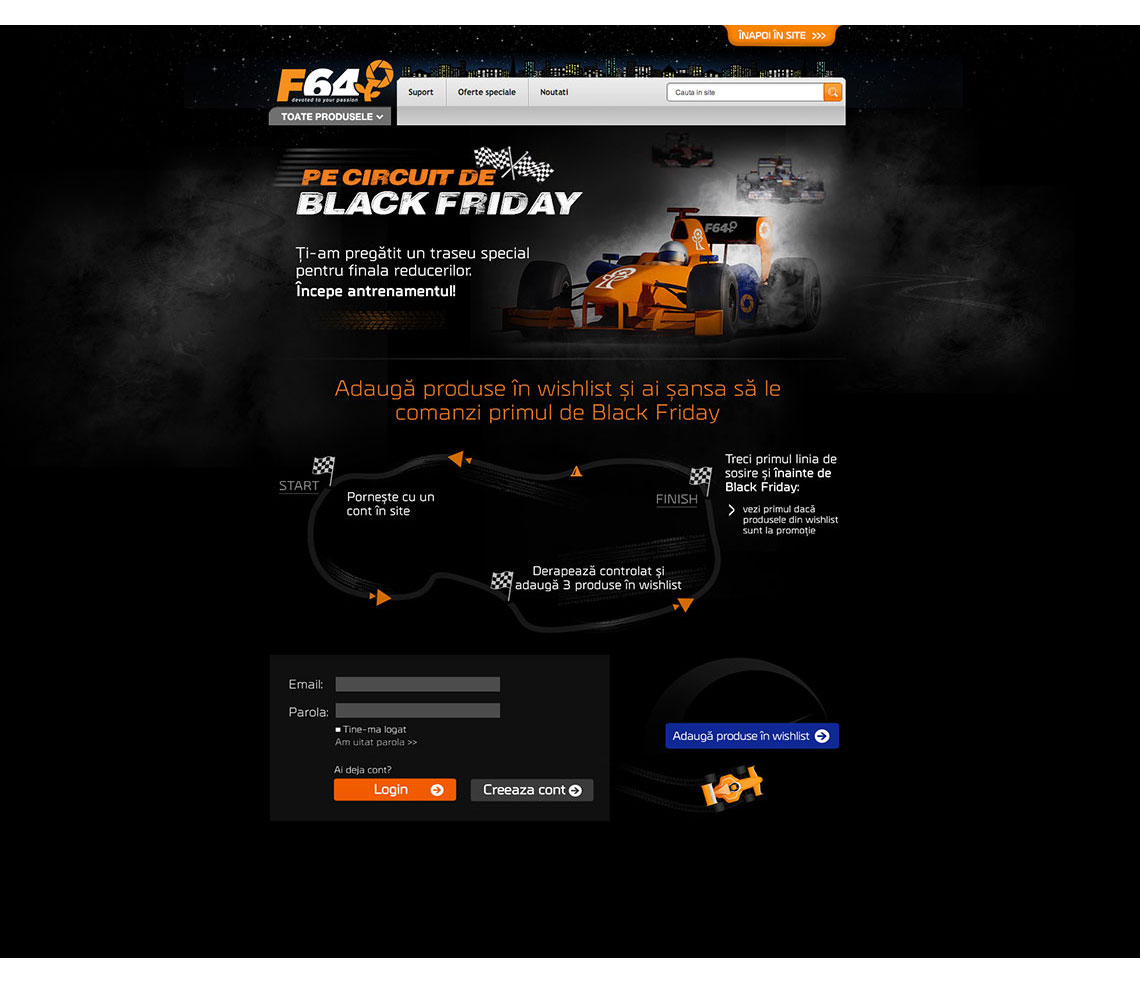 ÎNAPOI ÎN SITE >>>
F64
devoted to your passion
Suport
Oferte speciale
Noutati
Cauta in site
TOATE PRODUSELE
PE CIRCUIT DE
BLACK FRIDAY
F64
Ți-am pregătit un traseu special
pentru finala reducerilor.
Începe antrenamentul!
Adaugă produse în wishlist și ai șansa să le
comanzi primul de Black Friday
START
Pornește cu un
cont în site
FINISH
Treci primul linia de
sosire și înainte de
Black Friday:
vezi primul dacă
produsele din wishlist
sunt la promoție
Derapează controlat și
adaugă 3 produse în wishlist
Email:
Parola:
Tine-ma logat
Am uitat parola >>
Ai deja cont?
Login
Creeaza cont
Adaugă produse în wishlist